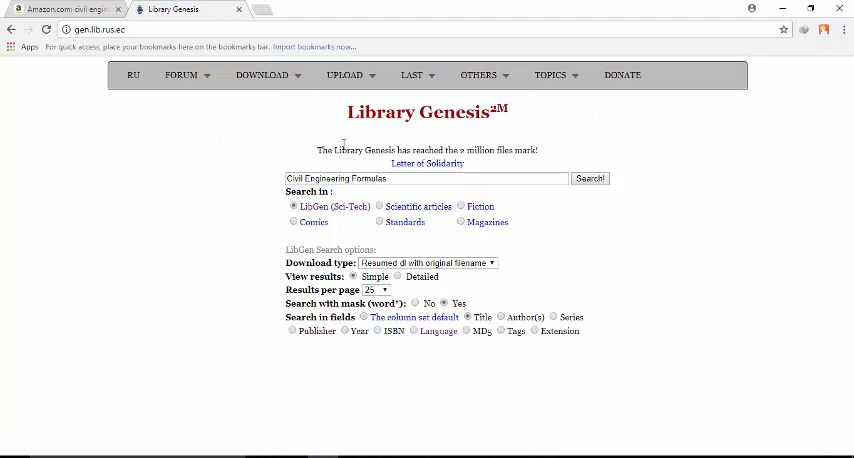 Amazon.com: civil engin
Library Genesis
gen.lib.rus.ec
Apps For quick access, place your bookmarks here on the bookmarks bar. Import bookmarks now...
RU FORUM DOWNLOAD UPLOAD LAST OTHERS TOPICS DONATE
Library Genesis2M
The Library Genesis has reached the 2 million files mark!
Letter of Solidarity
Civil Engineering Formulas Search!
Search in :
LibGen (Sci-Tech) Scientific articles Fiction
Comics Standards Magazines
LibGen Search options:
Download type: Resumed dl with original filename
View results: Simple Detailed
Results per page 25
Search with mask (word*): No Yes
Search in fields The column set default Title Author(s) Series
Publisher Year ISBN Language MD5 Tags Extension